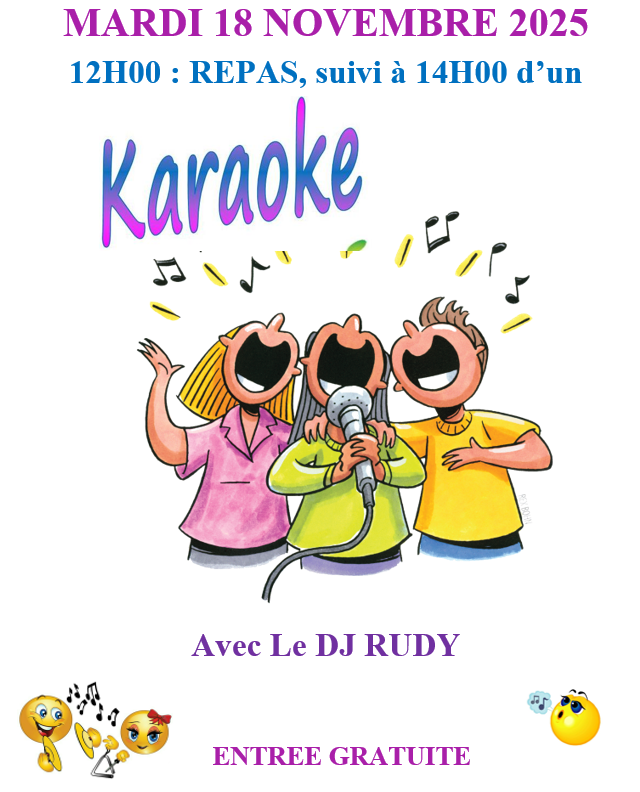 MARDI 18 NOVEMBRE 2025
12H00 : REPAS, suivi à 14H00 d’un
Karaoke
Avec Le DJ RUDY
ENTREE GRATUITE